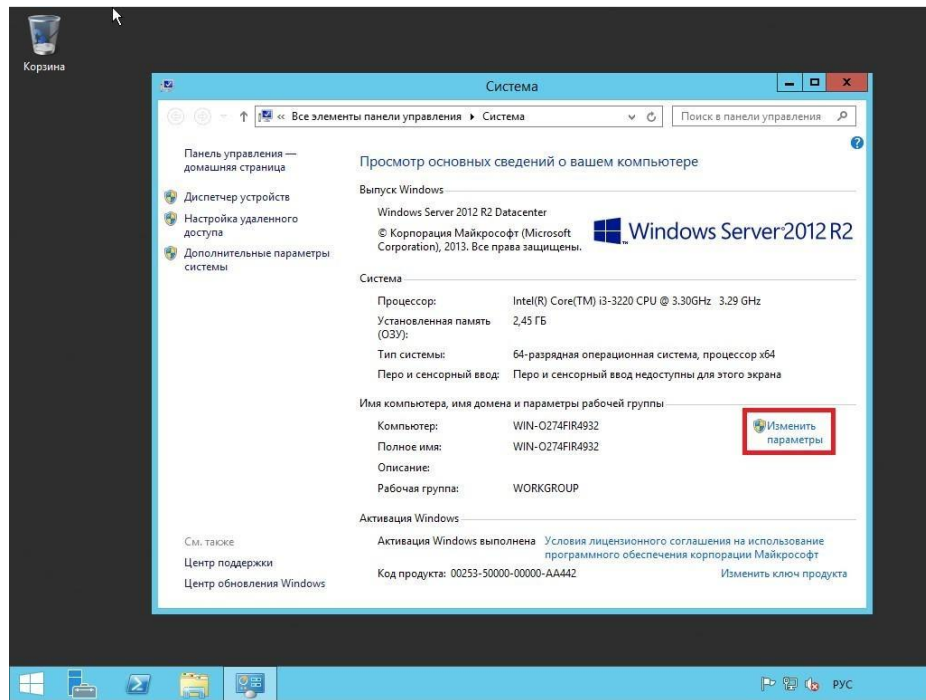 Корзина
Система
« Все элементы панели управления ▸ Система
Поиск в панели управления
Панель управления —
домашняя страница
Диспетчер устройств
Настройка удаленного
доступа
Дополнительные параметры
системы
Просмотр основных сведений о вашем компьютере
Выпуск Windows
Windows Server 2012 R2 Datacenter
© Корпорация Майкрософт (Microsoft
Corporation), 2013. Все права защищены.
Windows Server 2012 R2
Система
Процессор: Intel(R) Core(TM) i3-3220 CPU @ 3.30GHz 3.29 GHz
Установленная память 2,45 ГБ
(ОЗУ):
Тип системы: 64-разрядная операционная система, процессор x64
Перо и сенсорный ввод: Перо и сенсорный ввод недоступны для этого экрана
Имя компьютера, имя домена и параметры рабочей группы
Компьютер: WIN-O274FIR4932
Изменить
параметры
Полное имя: WIN-O274FIR4932
Описание:
Рабочая группа: WORKGROUP
Активация Windows
Активация Windows выполнена Условия лицензионного соглашения на использование
программного обеспечения корпорации Майкрософт
Код продукта: 00253-50000-00000-AA442 Изменить ключ продукта
См. также
Центр поддержки
Центр обновления Windows
РУС